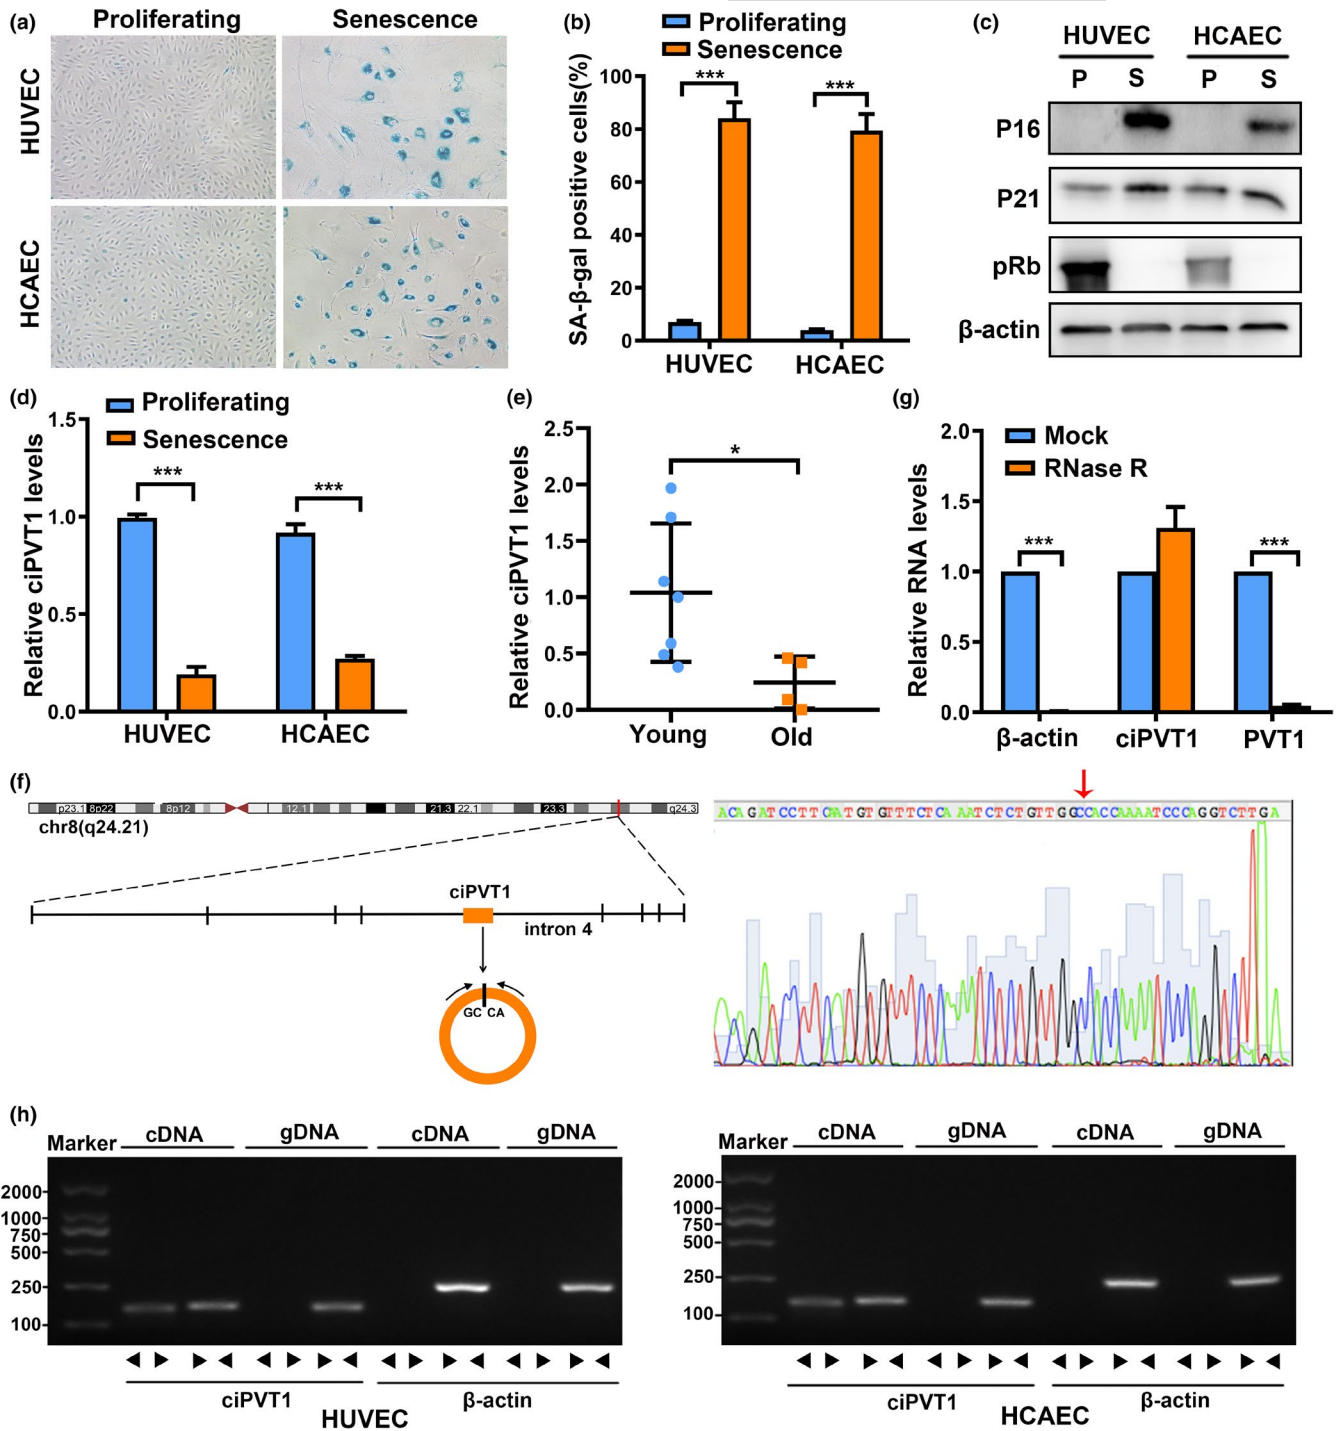 (a)
Proliferating
Senescence
HUVEC
HCAEC
(b)
Proliferating
Senescence
SA-β-gal positive cells(%)
100
80
60
40
20
0
***
***
HUVEC
HCAEC
(c)
HUVEC
HCAEC
P S P S
P16
P21
pRb
β-actin
(d)
Proliferating
Senescence
Relative ciPVT1 levels
1.5
1.0
0.5
0.0
***
***
HUVEC
HCAEC
(e)
Relative ciPVT1 levels
2.5
2.0
1.5
1.0
0.5
0.0
*
Young
Old
(g)
Mock
RNase R
Relative RNA levels
2.0
1.5
1.0
0.5
0.0
***
***
β-actin
ciPVT1
PVT1
(f)
p23.1 8p22 8p12 12.1 21.3 22.1 23.3 q24.3
chr8(q24.21)
ciPVT1
intron 4
GC CA
(h)
Marker
cDNA
gDNA
cDNA
gDNA
2000
1000
750
500
250
100
ciPVT1
β-actin
HUVEC
Marker
cDNA
gDNA
cDNA
gDNA
2000
1000
750
500
250
100
ciPVT1
β-actin
HCAEC